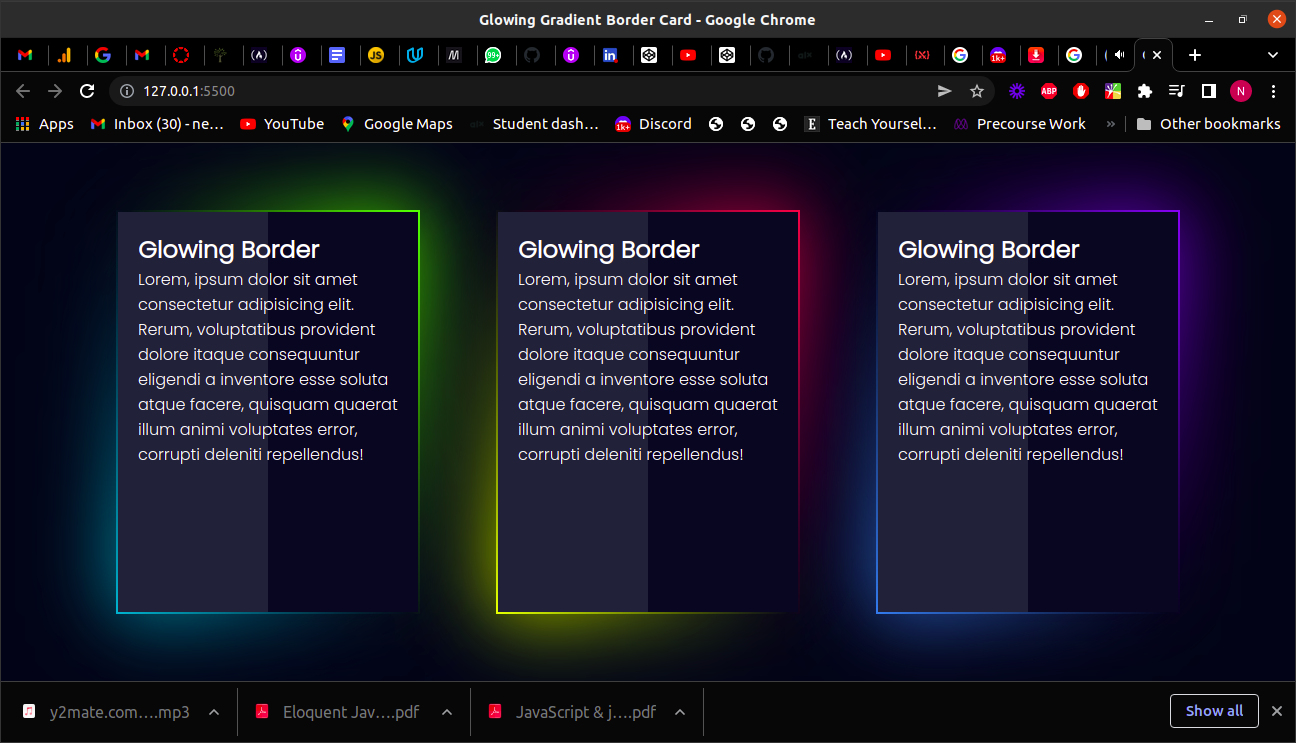 Glowing Gradient Border Card - Google Chrome
127.0.0.1:5500
ABP
N
Apps
Inbox (30) - ne…
YouTube
Google Maps
Student dash…
Discord
Teach Yoursel…
Precourse Work
»
Other bookmarks
Glowing Border
Lorem, ipsum dolor sit amet
consectetur adipisicing elit.
Rerum, voluptatibus provident
dolore itaque consequuntur
eligendi a inventore esse soluta
atque facere, quisquam quaerat
illum animi voluptates error,
corrupti deleniti repellendus!
Glowing Border
Lorem, ipsum dolor sit amet
consectetur adipisicing elit.
Rerum, voluptatibus provident
dolore itaque consequuntur
eligendi a inventore esse soluta
atque facere, quisquam quaerat
illum animi voluptates error,
corrupti deleniti repellendus!
Glowing Border
Lorem, ipsum dolor sit amet
consectetur adipisicing elit.
Rerum, voluptatibus provident
dolore itaque consequuntur
eligendi a inventore esse soluta
atque facere, quisquam quaerat
illum animi voluptates error,
corrupti deleniti repellendus!
y2mate.com….mp3
Eloquent Jav….pdf
JavaScript & j….pdf
Show all